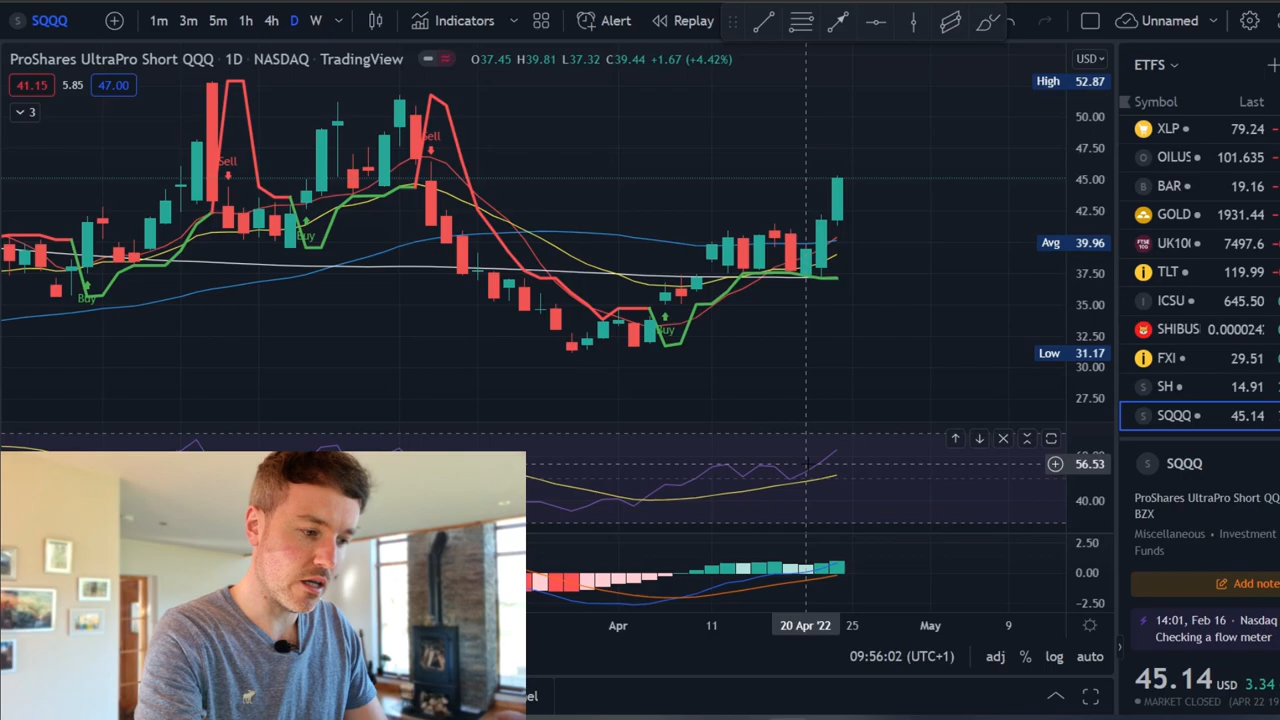 SQQQ 1m 3m 5m 1h 4h D W Indicators Alert Replay Unnamed
ProShares UltraPro Short QQQ · 1D · NASDAQ · TradingView O37.45 H39.81 L37.32 C39.44 +1.67 (+4.42%) USD
41.15 5.85 47.00
3
High 52.87
50.00
47.50
45.00
42.50
Avg 39.96
37.50
35.00
32.50
Low 31.17
30.00
27.50
Sell
Sell
Buy
Buy
Buy
56.53
40.00
2.50
0.00
−2.50
Apr 11 20 Apr '22 25 May 9
09:56:02 (UTC+1) adj % log auto
ETFS
Symbol Last
XLP 79.24
OILUS 101.635
BAR 19.16
GOLD 1931.44
UK10 7497.6
TLT 119.99
ICSU 645.50
SHIBUS 0.000024
FXI 29.51
SH 14.91
SQQQ 45.14
SQQQ
ProShares UltraPro Short QQ
BZX
Miscellaneous • Investment
Funds
Add note
14:01, Feb 16 · Nasdaq
Checking a flow meter
45.14 USD 3.34
MARKET CLOSED (APR 22 19